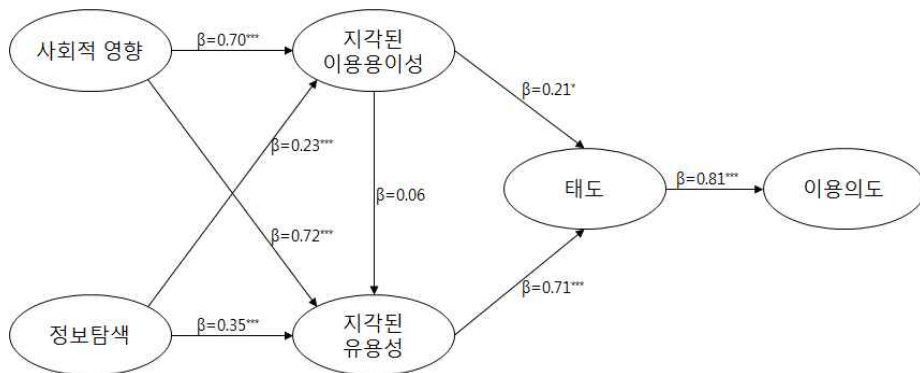 사회적 영향
β=0.70***
지각된
이용용이성
β=0.21*
β=0.23***
태도
β=0.81***
이용의도
β=0.06
β=0.72***
β=0.71***
정보탐색
β=0.35***
지각된
유용성